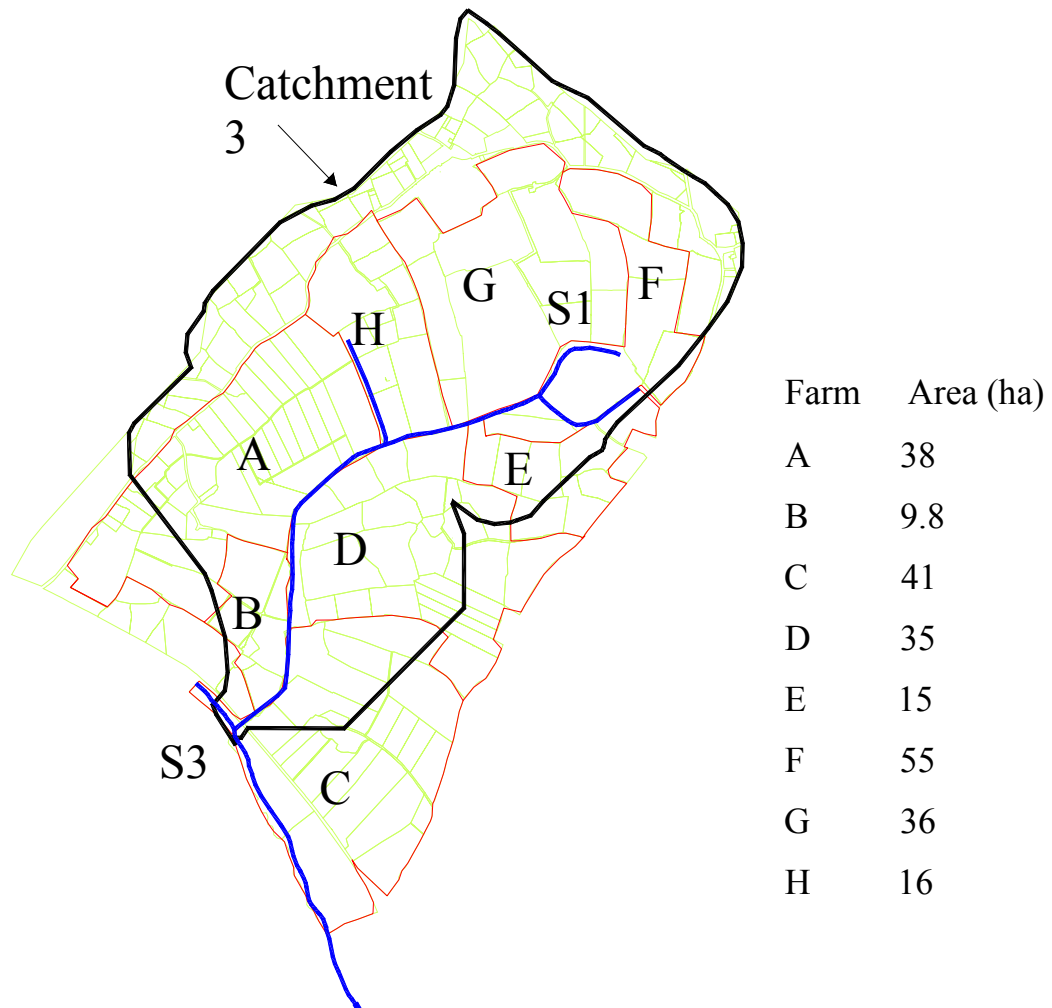 Catchment
3
G
F
S1
H
A
E
D
B
S3
C
Farm Area (ha)
A 38
B 9.8
C 41
D 35
E 15
F 55
G 36
H 16